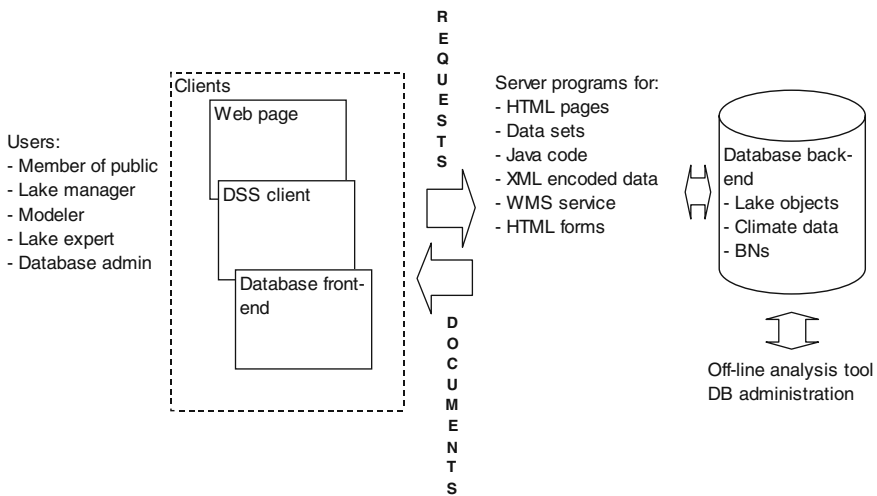 Users:
- Member of public
- Lake manager
- Modeler
- Lake expert
- Database admin
Clients
Web page
DSS client
Database front-
end
REQUESTS
DOCUMENTS
Server programs for:
- HTML pages
- Data sets
- Java code
- XML encoded data
- WMS service
- HTML forms
Database back-
end
- Lake objects
- Climate data
- BNs
Off-line analysis tool
DB administration